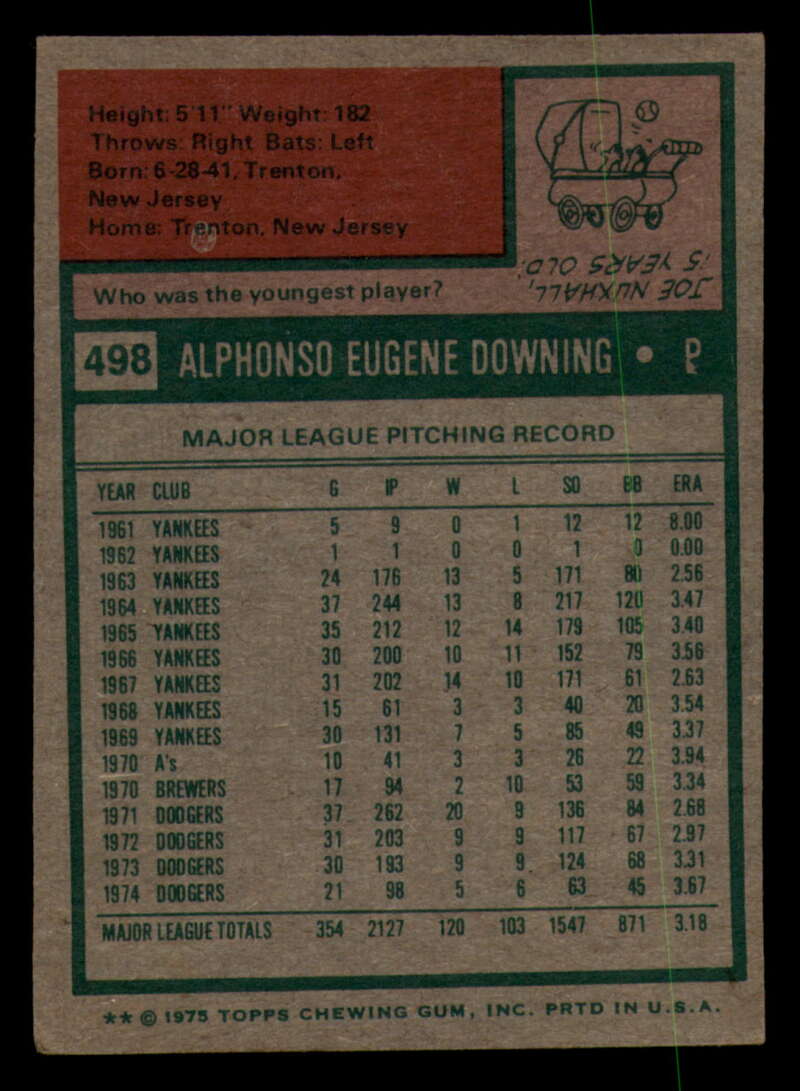 Height: 5'11" Weight: 182
Throws: Right Bats: Left
Born: 6-28-41, Trenton,
New Jersey
Home: Trenton, New Jersey
Who was the youngest player?
JOE NUXHALL,
15 YEARS OLD.
498 ALPHONSO EUGENE DOWNING • P
MAJOR LEAGUE PITCHING RECORD
YEAR CLUB G IP W L SO BB ERA
1961 YANKEES 5 9 0 1 12 12 8.00
1962 YANKEES 1 1 0 0 1 0 0.00
1963 YANKEES 24 176 13 5 171 80 2.56
1964 YANKEES 37 244 13 8 217 120 3.47
1965 YANKEES 35 212 12 14 179 105 3.40
1966 YANKEES 30 200 10 11 152 79 3.56
1967 YANKEES 31 202 14 10 171 61 2.63
1968 YANKEES 15 61 3 3 40 20 3.54
1969 YANKEES 30 131 7 5 85 49 3.37
1970 A's 10 41 3 3 26 22 3.94
1970 BREWERS 17 94 2 10 53 59 3.34
1971 DODGERS 37 262 20 9 136 84 2.68
1972 DODGERS 31 203 9 9 117 67 2.97
1973 DODGERS 30 193 9 9 124 68 3.31
1974 DODGERS 21 98 5 6 63 45 3.67
MAJOR LEAGUE TOTALS 354 2127 120 103 1547 871 3.18
** © 1975 TOPPS CHEWING GUM, INC. PRTD IN U.S.A.